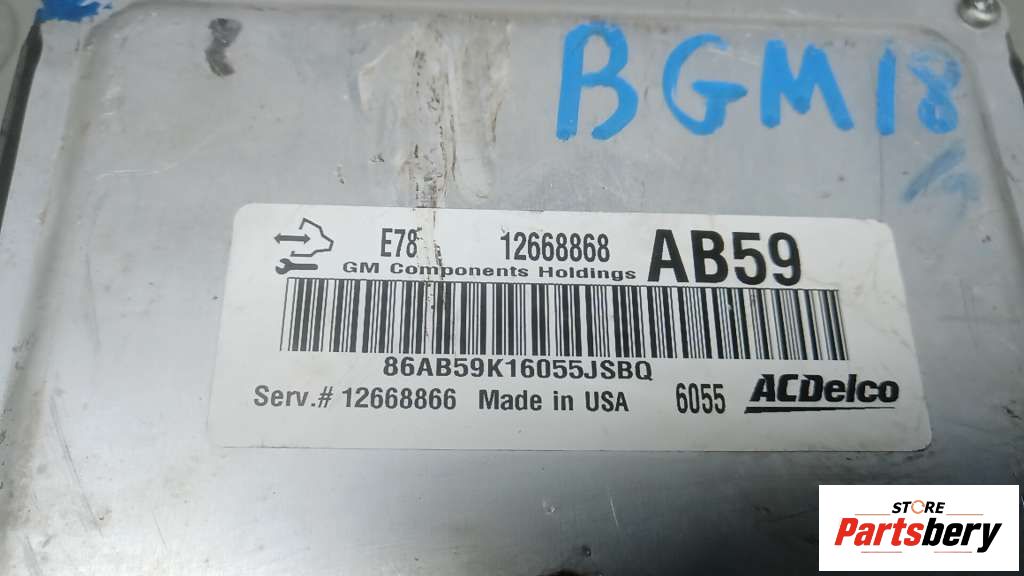 BGM18
E78 12668868 AB59
GM Components Holdings
86AB59K16055JSBQ
Serv.# 12668866 Made in USA 6055 ACDelco
STORE
Partsbery